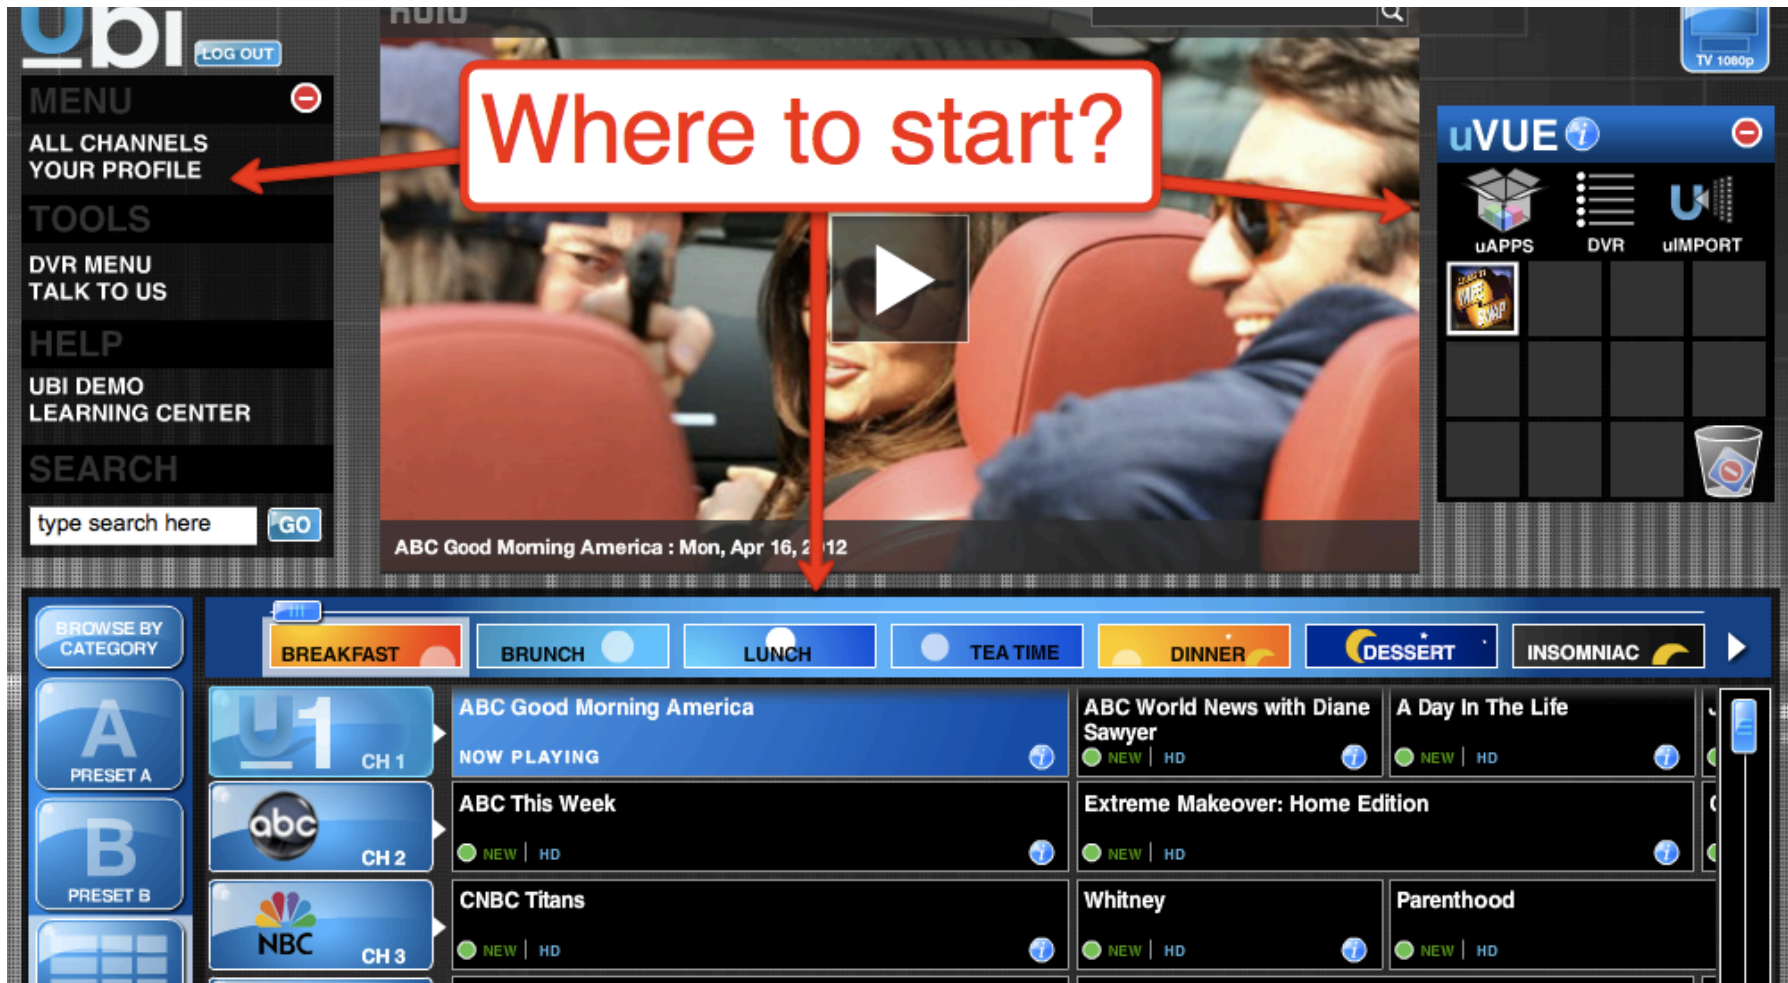 ubi
LOG OUT
hulu
TV 1080p
Where to start?
MENU
ALL CHANNELS
YOUR PROFILE
TOOLS
DVR MENU
TALK TO US
HELP
UBI DEMO
LEARNING CENTER
SEARCH
type search here
GO
uVUE i
uAPPS
DVR
uIMPORT
WIFE
SWAP
ABC Good Morning America : Mon, Apr 16, 2012
BROWSE BY
CATEGORY
BREAKFAST
BRUNCH
LUNCH
TEA TIME
DINNER
DESSERT
INSOMNIAC
A
PRESET A
B
PRESET B
U1
CH 1
ABC Good Morning America
NOW PLAYING
ABC World News with Diane
Sawyer
NEW | HD
A Day In The Life
NEW | HD
abc
CH 2
ABC This Week
NEW | HD
Extreme Makeover: Home Edition
NEW | HD
NBC
CH 3
CNBC Titans
NEW | HD
Whitney
NEW | HD
Parenthood
NEW | HD